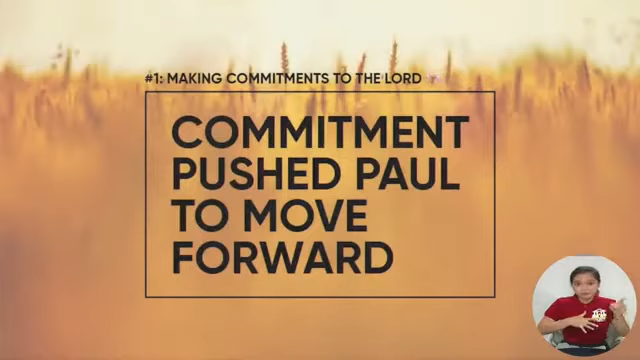 #1: MAKING COMMITMENTS TO THE LORD
COMMITMENT
PUSHED PAUL
TO MOVE
FORWARD